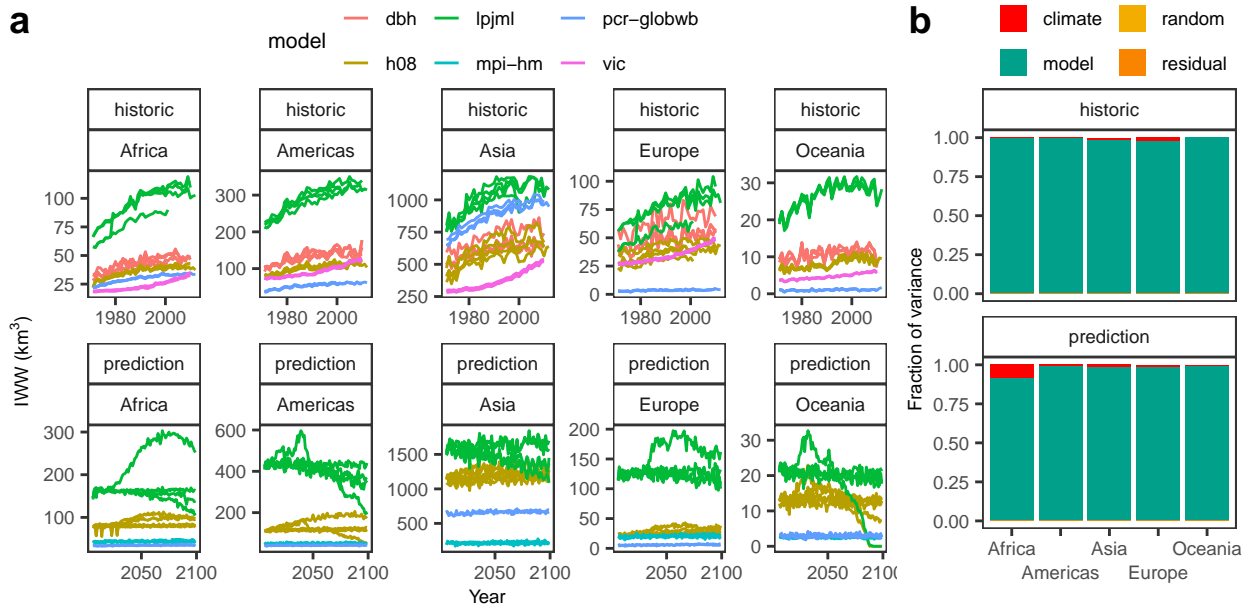 a
model
dbh lpjml pcr−globwb
h08 mpi−hm vic
historic historic historic historic historic
Africa Americas Asia Europe Oceania
100 75 50 25
300 200 100
1000 750 500 250
100 75 50 25 0
30 20 10 0
1980 2000 1980 2000 1980 2000 1980 2000 1980 2000
IWW (km³)
prediction prediction prediction prediction prediction
Africa Americas Asia Europe Oceania
300 200 100
600 400 200
1500 1000 500
200 150 100 50 0
30 20 10 0
2050 2100 2050 2100 2050 2100 2050 2100 2050 2100
Year
b
climate random
model residual
historic
1.00
0.75
0.50
0.25
0.00
Fraction of variance
prediction
1.00
0.75
0.50
0.25
0.00
Africa Asia Oceania
Americas Europe